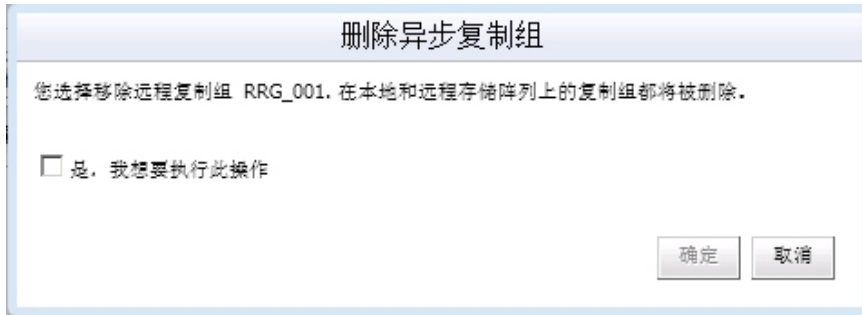 删除异步复制组
您选择移除远程复制组 RRG_001. 在本地和远程存储阵列上的复制组都将被删除.
是, 我想要执行此操作
确定
取消